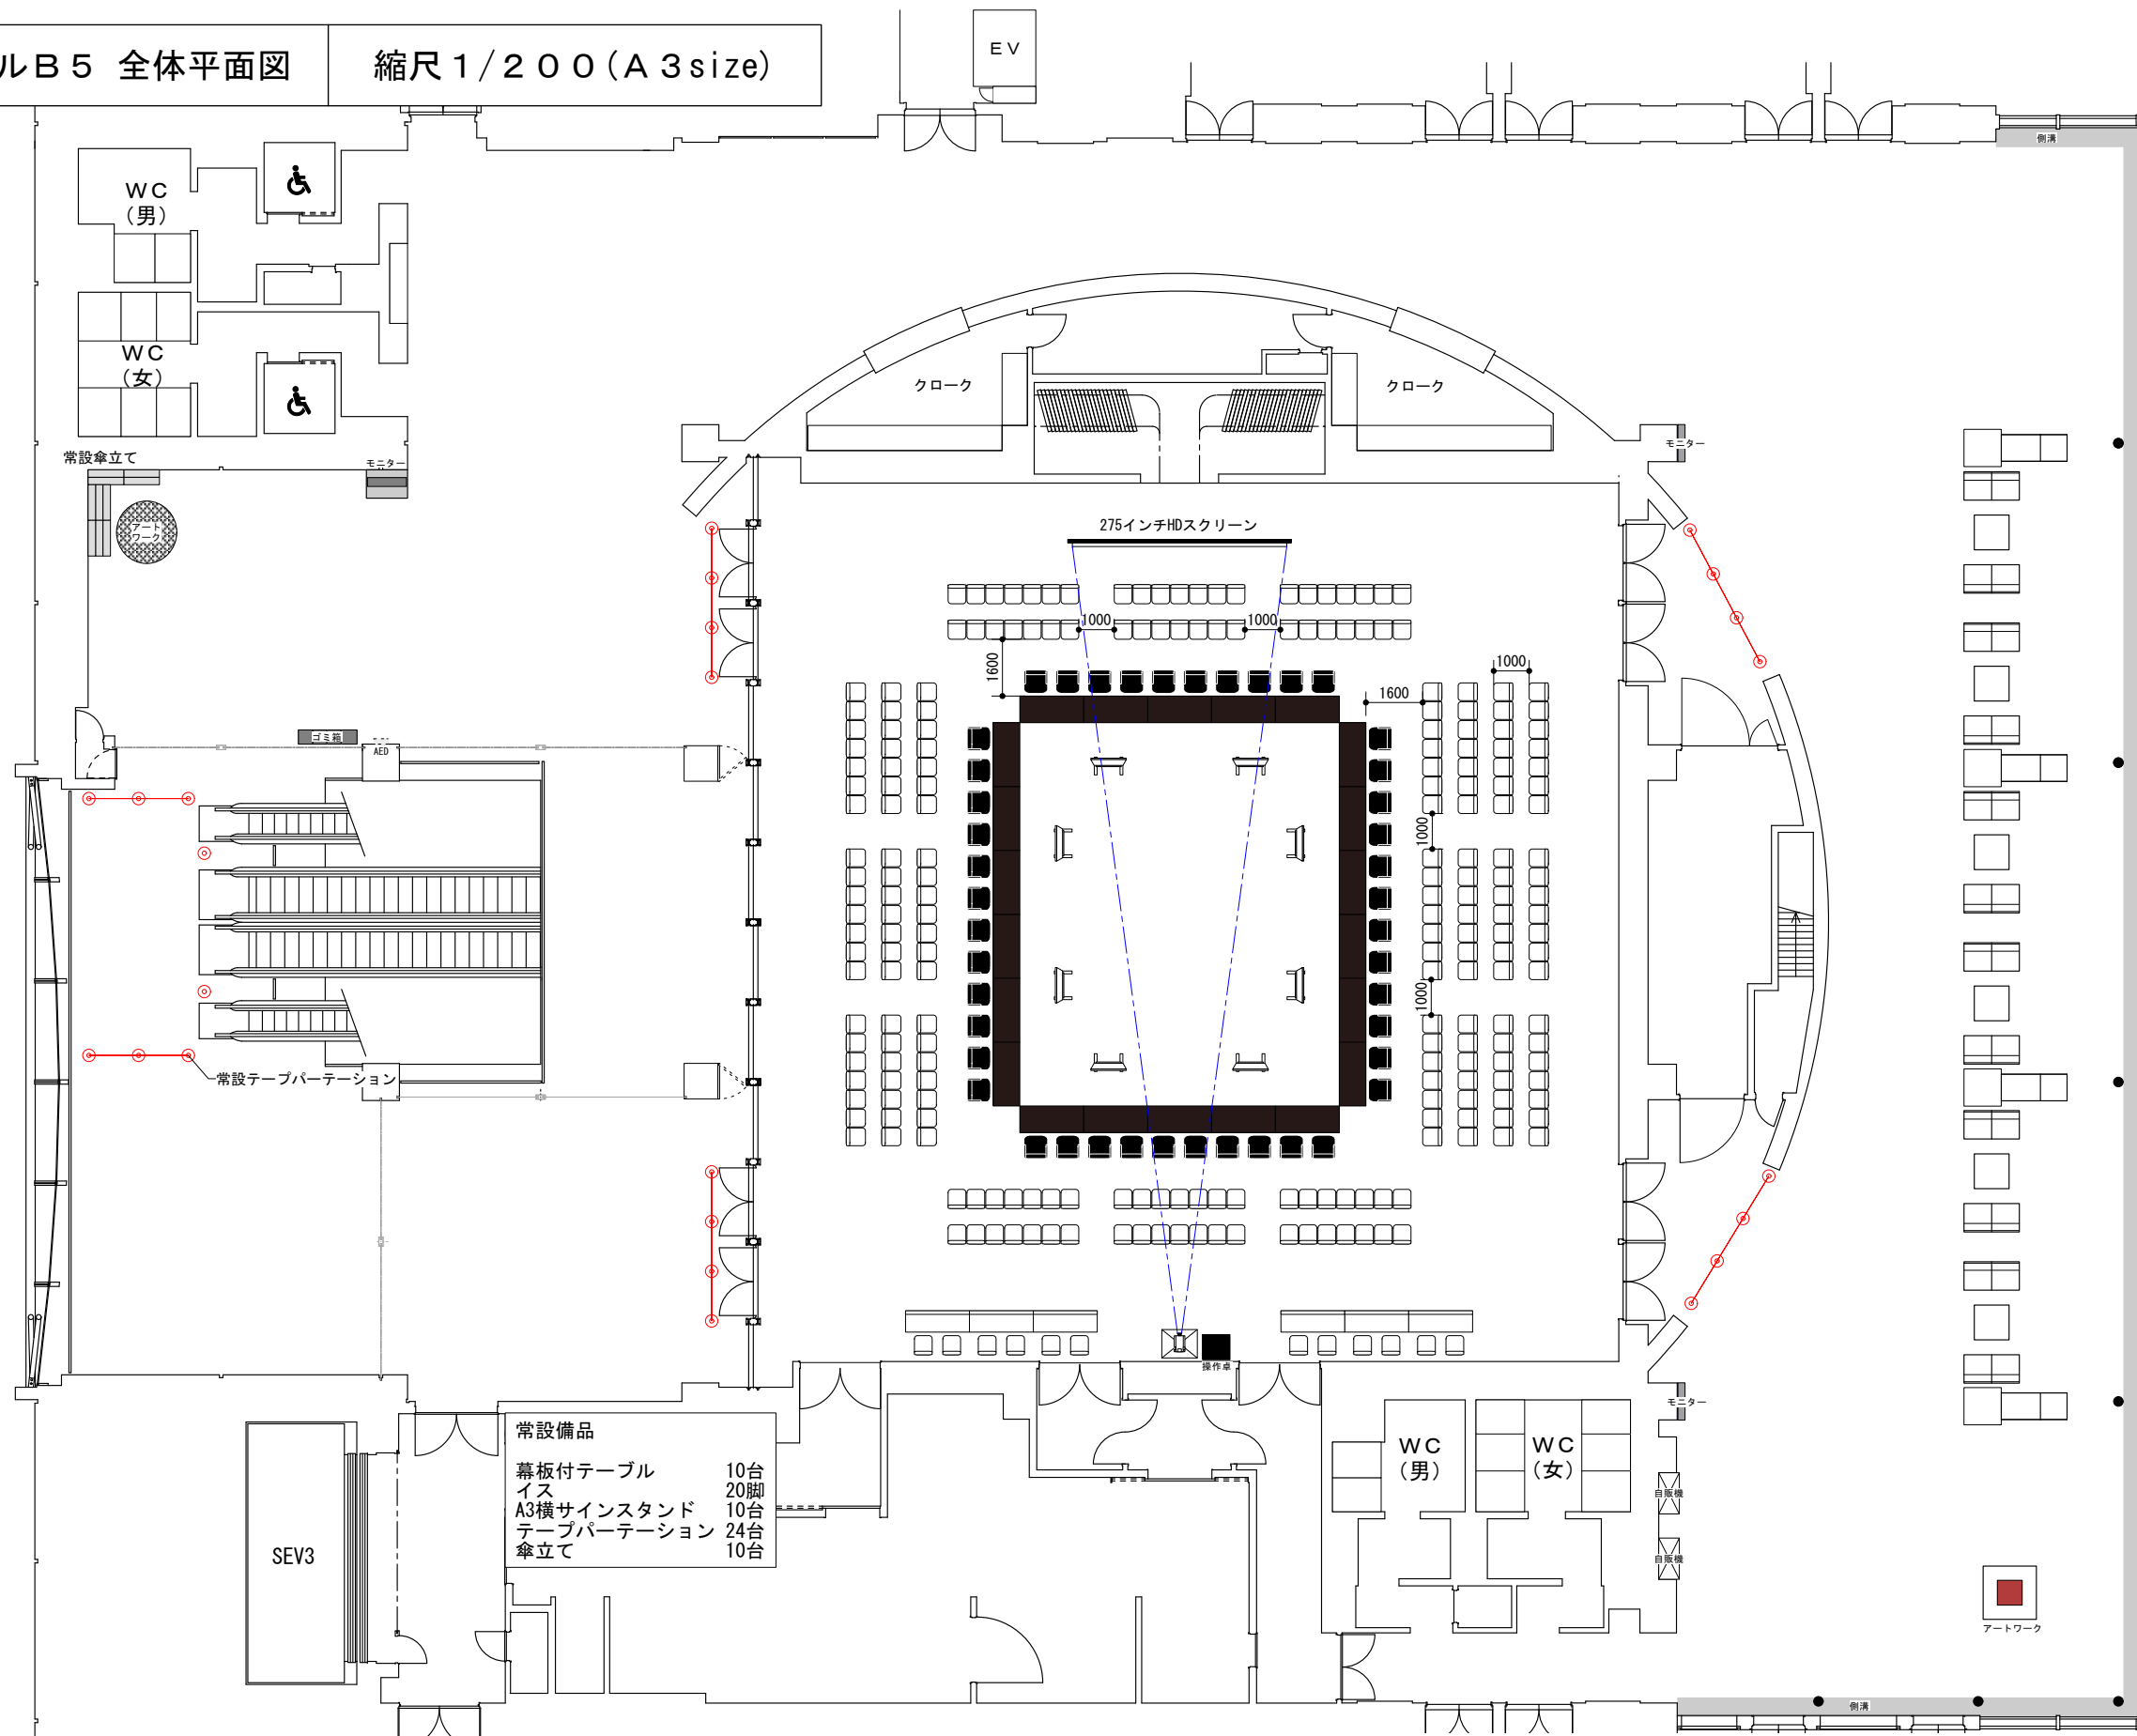 ルB5 全体平面図
縮尺1/200(A3size)
EV
側溝
WC
(男)
WC
(女)
常設傘立て
モニター
アート
ワーク
クローク
クローク
モニター
275インチHDスクリーン
1000
1000
1600
1000
1600
1000
1000
ゴミ箱
AED
常設テープパーテーション
操作卓
モニター
常設備品
幕板付テーブル 10台
イス 20脚
A3横サインスタンド 10台
テープパーテーション 24台
傘立て 10台
WC
(男)
WC
(女)
自販機
自販機
SEV3
アートワーク
側溝